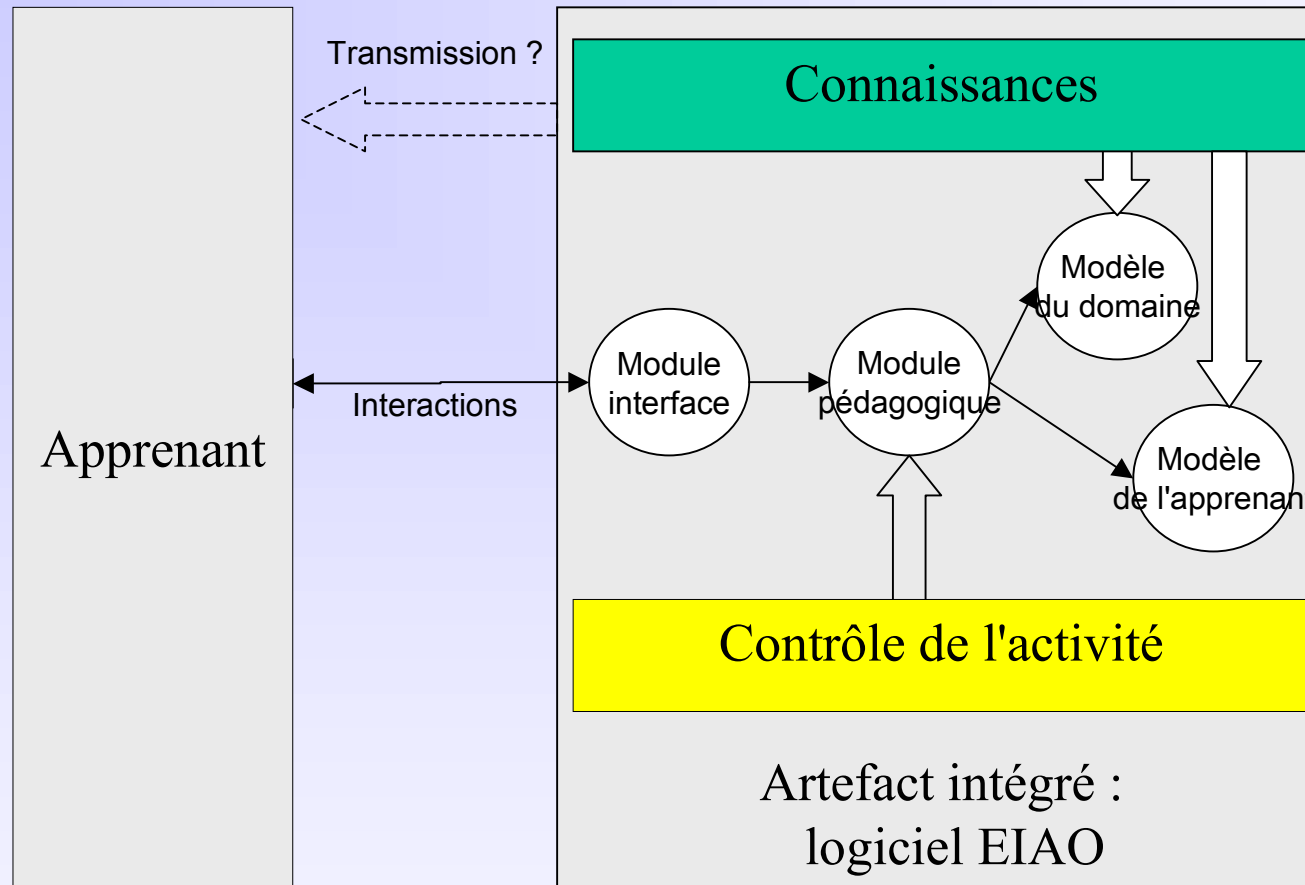 Transmission ?
Connaissances
Modèle
du domaine
Module
interface
Module
pédagogique
Interactions
Apprenant
Modèle
de l'apprenan
Contrôle de l'activité
Artefact intégré :
logiciel EIAO